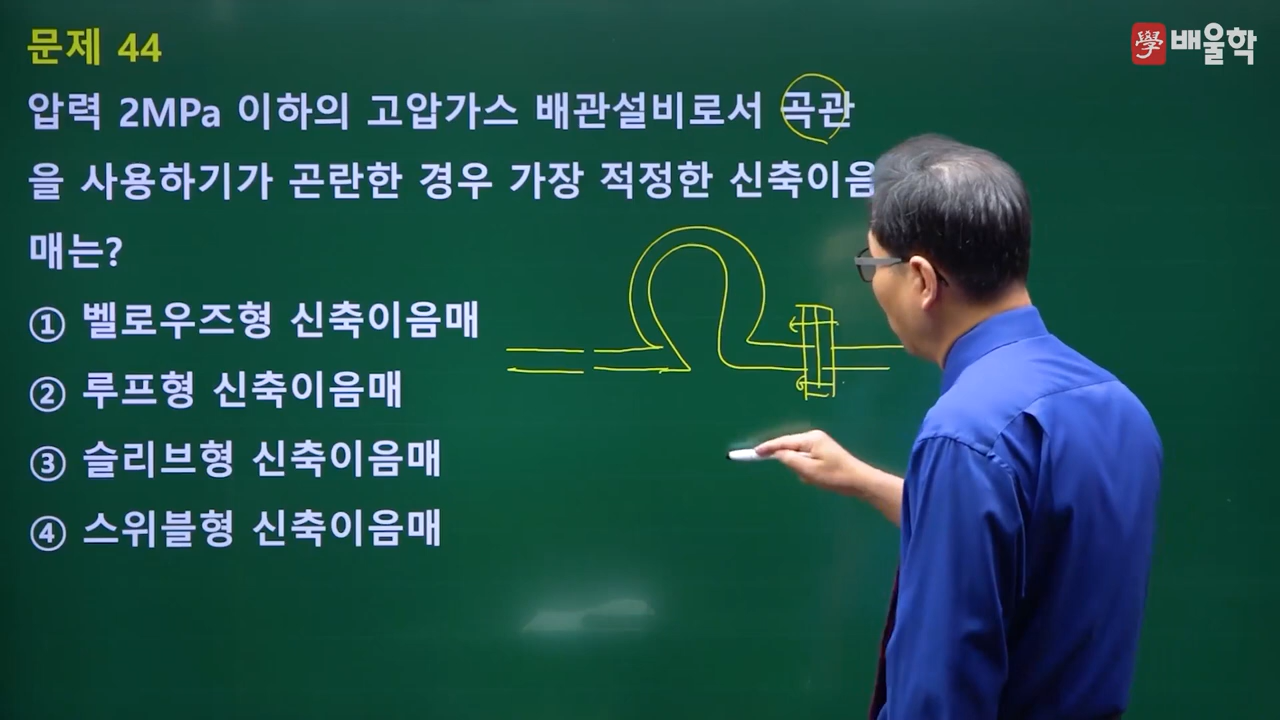 문제 44
學 배울학
압력 2MPa 이하의 고압가스 배관설비로서 곡관
을 사용하기가 곤란한 경우 가장 적정한 신축이음
매는?
① 벨로우즈형 신축이음매
② 루프형 신축이음매
③ 슬리브형 신축이음매
④ 스위블형 신축이음매